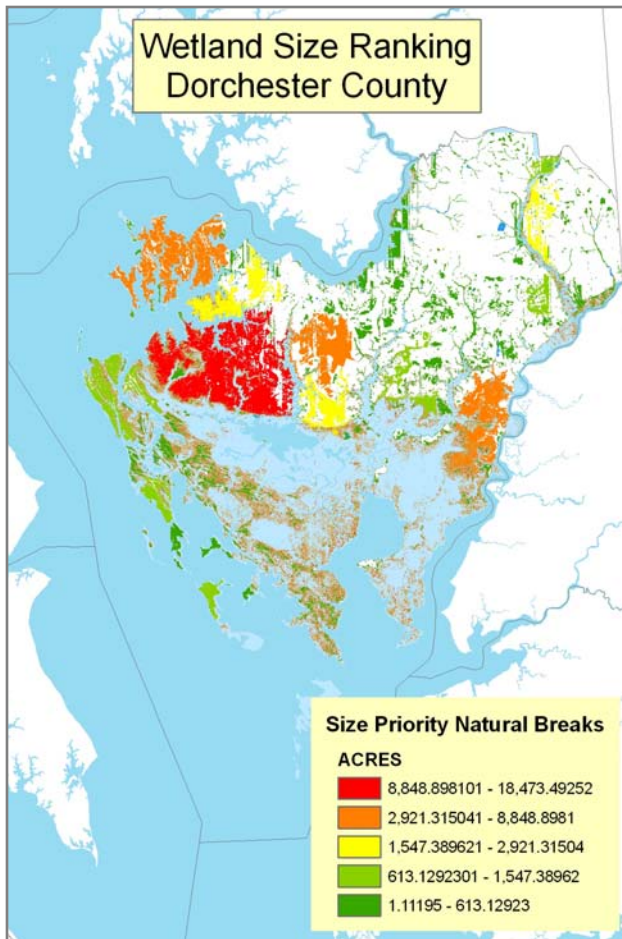 Wetland Size Ranking
Dorchester County
Size Priority Natural Breaks
ACRES
8,848.898101 - 18,473.49252
2,921.315041 - 8,848.8981
1,547.389621 - 2,921.31504
613.1292301 - 1,547.38962
1.11195 - 613.12923